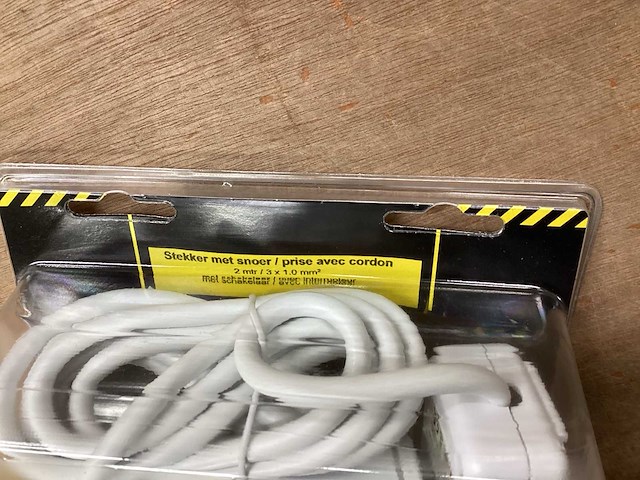 Stekker met snoer / prise avec cordon
2 mtr / 3 x 1.0 mm²
met schakelaar / avec interrupteur